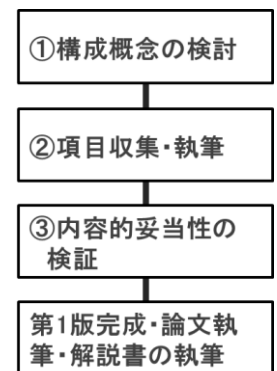 ①構成概念の検討
②項目収集・執筆
③内容的妥当性の
検証
第1版完成・論文執
筆・解説書の執筆